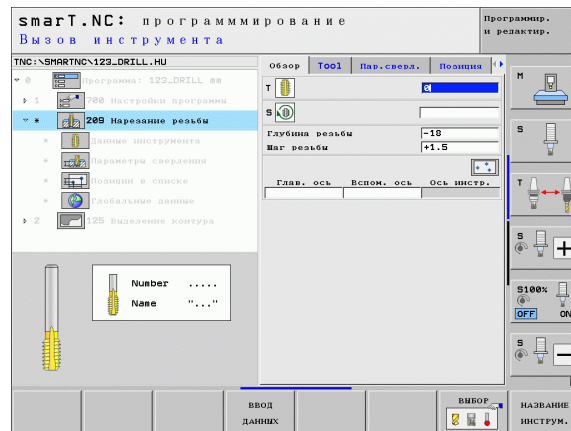 smarT.NC: программмирование
Программир.
и редактир.
Вызов инструмента
TNC:\SMARTNC\123_DRILL.HU
0 Программа: 123_DRILL мм
1 700 Настройки программы
* 209 Нарезание резьбы
* Данные инструмента
* Параметры сверления
* Позиции в списке
* Глобальные данные
2 125 Выделение контура
Обзор Tool Пар.сверл. Позиция
T 0
S
Глубина резьбы -18
Шаг резьбы +1.5
Глав. ось Вспом. ось Ось инстр.
Number .....
Name "..."
M
S
T
S
S100%
OFF ON
S
ВВОД
ДАННЫХ
ВЫБОР
НАЗВАНИЕ
ИНСТРУМ.